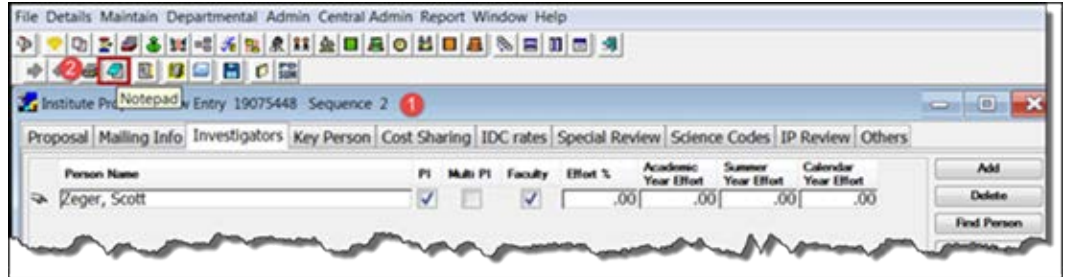 File Details Maintain Departmental Admin Central Admin Report Window Help
2
Notepad
Institute Pr w Entry 19075448 Sequence 2 1
Proposal Mailing Info Investigators Key Person Cost Sharing IDC rates Special Review Science Codes IP Review Others
Person Name PI Multi PI Faculty Effort % Academic Year Effort Summer Year Effort Calendar Year Effort
Zeger, Scott .00 .00 .00 .00
Add
Delete
Find Person